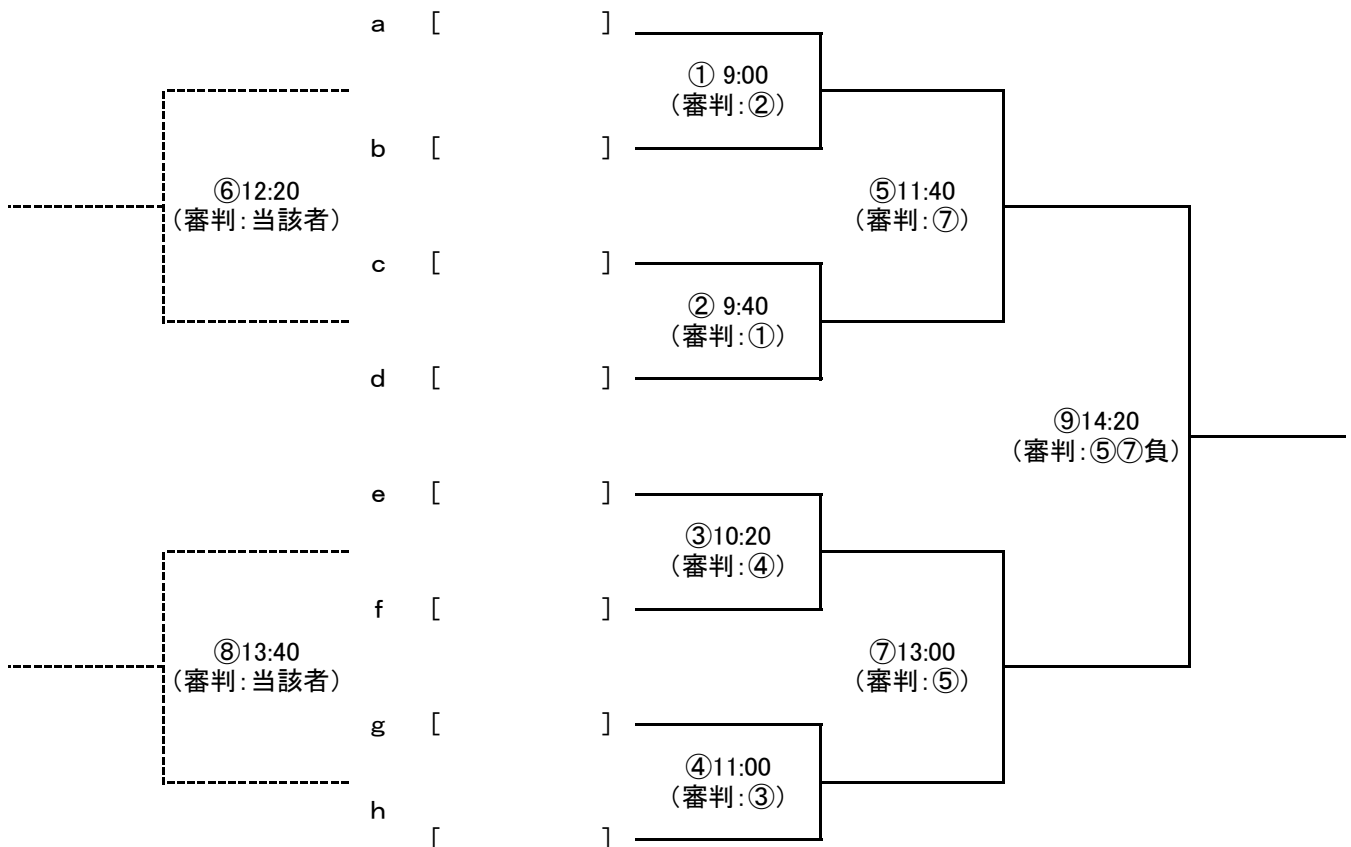 a [ ]
① 9:00
(審判:②)
b [ ]
⑥12:20
(審判:当該者)
⑤11:40
(審判:⑦)
c [ ]
② 9:40
(審判:①)
d [ ]
⑨14:20
(審判:⑤⑦負)
e [ ]
③10:20
(審判:④)
f [ ]
⑧13:40
(審判:当該者)
⑦13:00
(審判:⑤)
g [ ]
④11:00
(審判:③)
h
[ ]